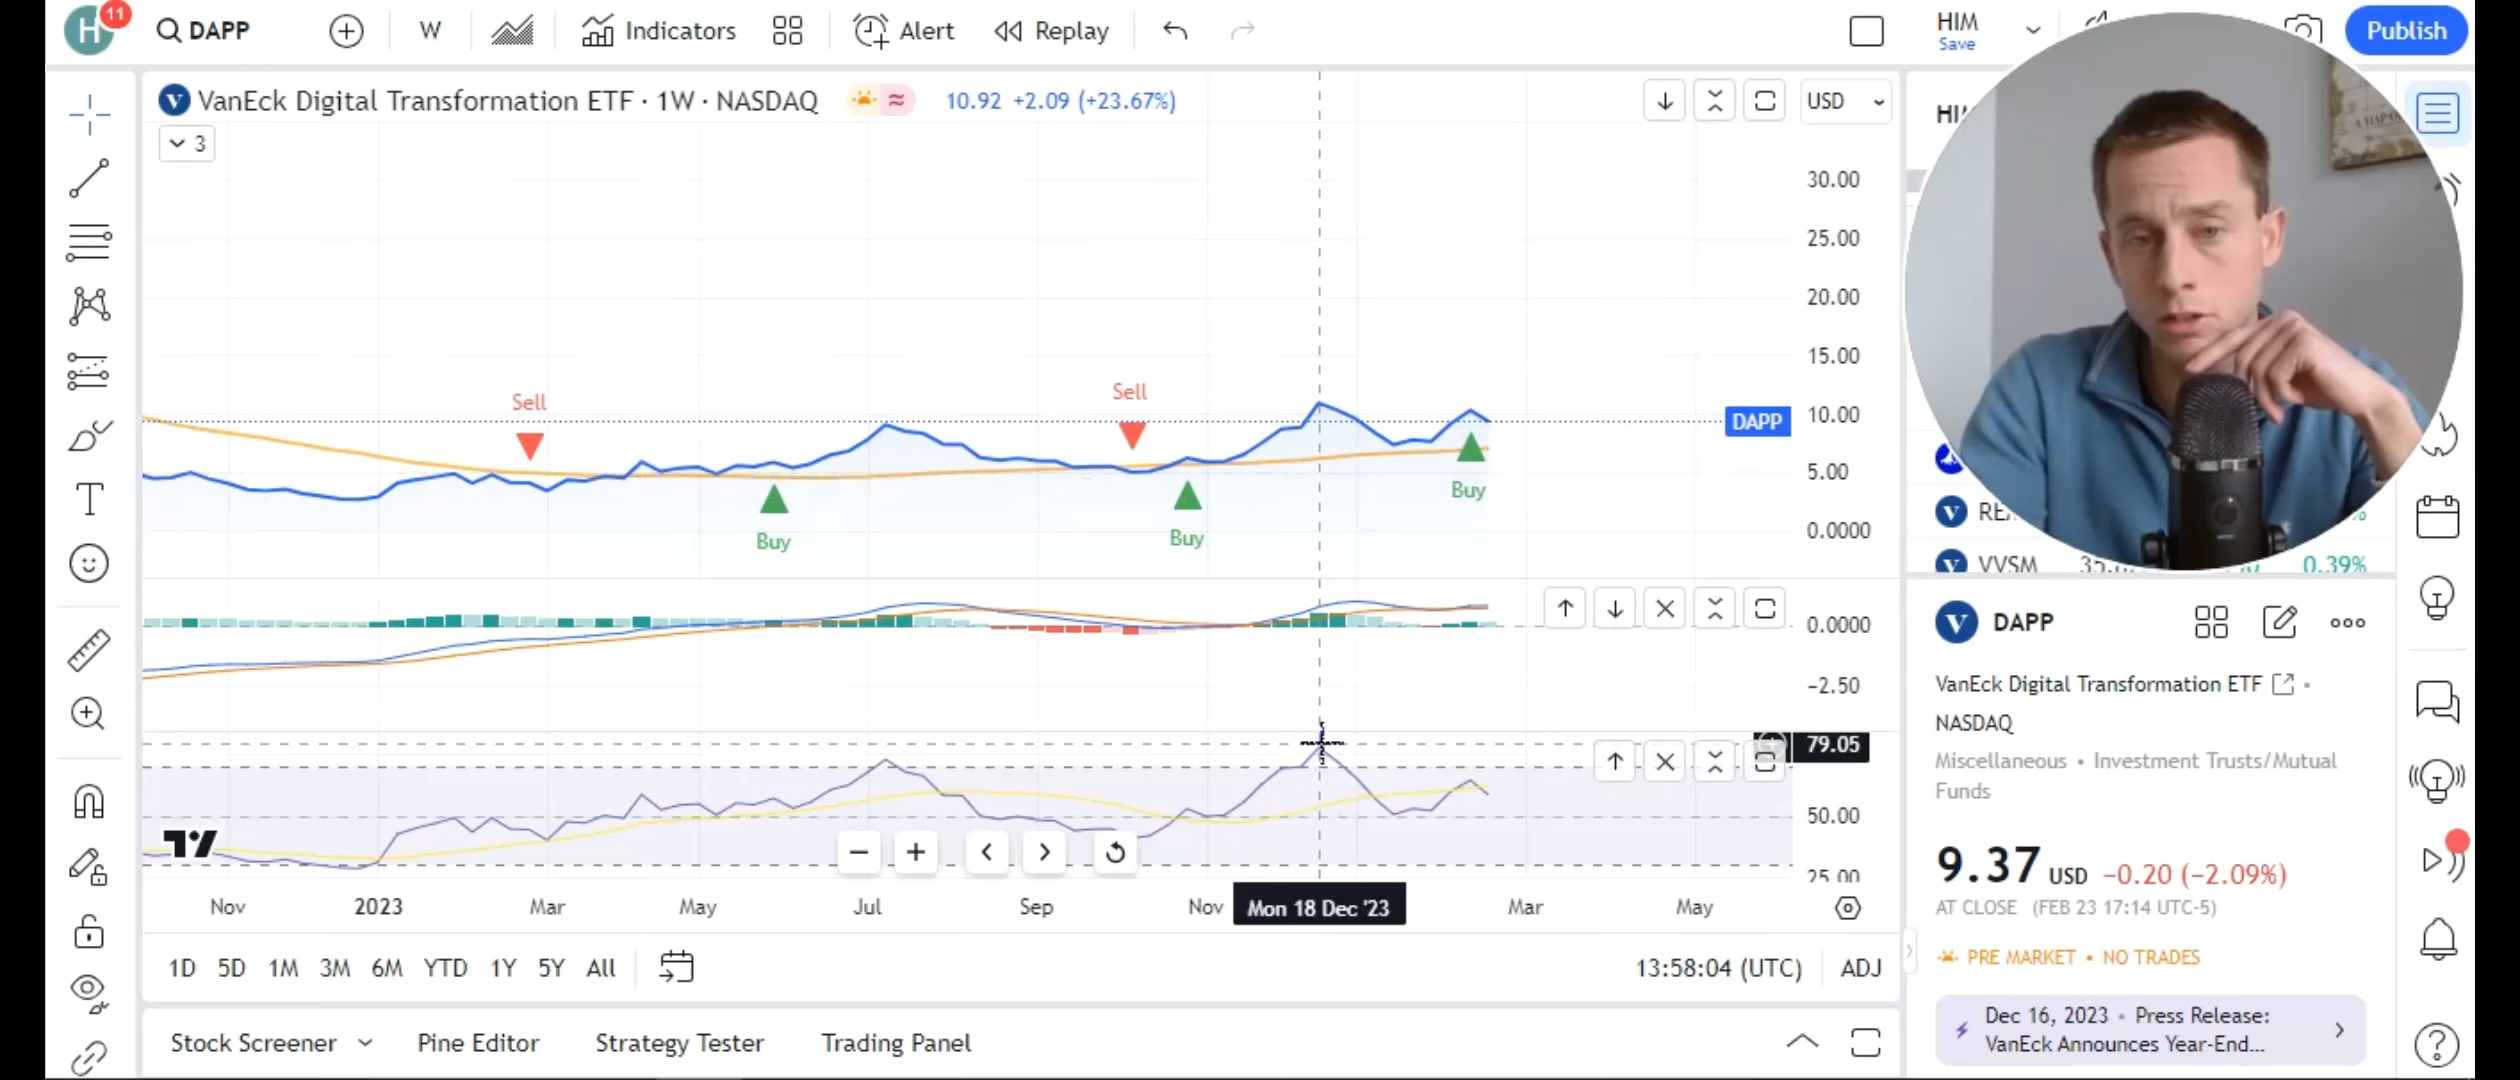 H 11 DAPP W Indicators Alert Replay HIM Save Publish
V VanEck Digital Transformation ETF · 1W · NASDAQ 10.92 +2.09 (+23.67%) USD
3
30.00
25.00
20.00
15.00
Sell Sell
DAPP 10.00
5.00
Buy Buy Buy
0.0000
0.0000
−2.50
79.05
50.00
25.00
Nov 2023 Mar May Jul Sep Nov Mon 18 Dec '23 Mar May
1D 5D 1M 3M 6M YTD 1Y 5Y All 13:58:04 (UTC) ADJ
Stock Screener Pine Editor Strategy Tester Trading Panel
V VVSM 0.39%
V DAPP
VanEck Digital Transformation ETF
NASDAQ
Miscellaneous • Investment Trusts/Mutual
Funds
9.37 USD −0.20 (−2.09%)
AT CLOSE (FEB 23 17:14 UTC-5)
PRE MARKET • NO TRADES
Dec 16, 2023 • Press Release:
VanEck Announces Year-End...